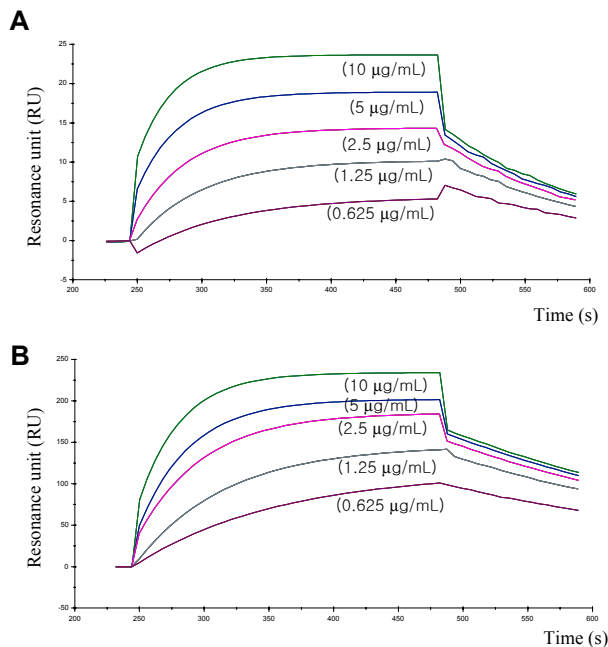 A
Resonance unit (RU)
25
20
15
10
5
0
-5
(10 µg/mL)
(5 µg/mL)
(2.5 µg/mL)
(1.25 µg/mL)
(0.625 µg/mL)
200 250 300 350 400 450 500 550 600
Time (s)
B
Resonance unit (RU)
250
200
150
100
50
0
-50
(10 µg/mL)
(5 µg/mL)
(2.5 µg/mL)
(1.25 µg/mL)
(0.625 µg/mL)
200 250 300 350 400 450 500 550 600
Time (s)